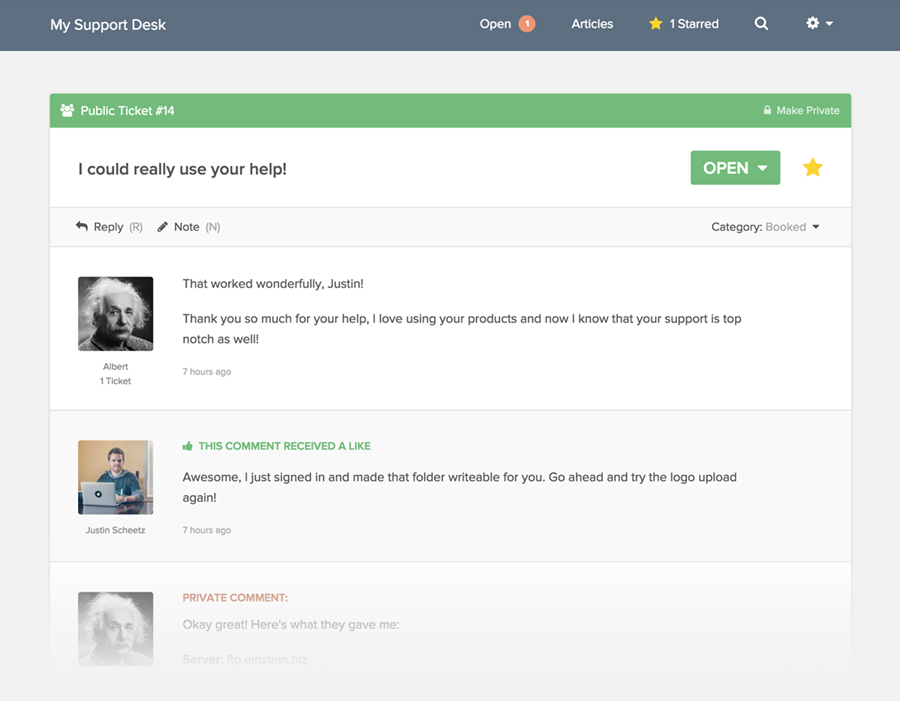 My Support Desk
Open 1
Articles
1 Starred
Public Ticket #14
Make Private
I could really use your help!
OPEN
Reply (R)
Note (N)
Category: Booked
That worked wonderfully, Justin!
Thank you so much for your help, I love using your products and now I know that your support is top
notch as well!
7 hours ago
Albert
1 Ticket
THIS COMMENT RECEIVED A LIKE
Awesome, I just signed in and made that folder writeable for you. Go ahead and try the logo upload
again!
7 hours ago
Justin Scheetz
PRIVATE COMMENT:
Okay great! Here's what they gave me:
Server: ftp.einstein.biz